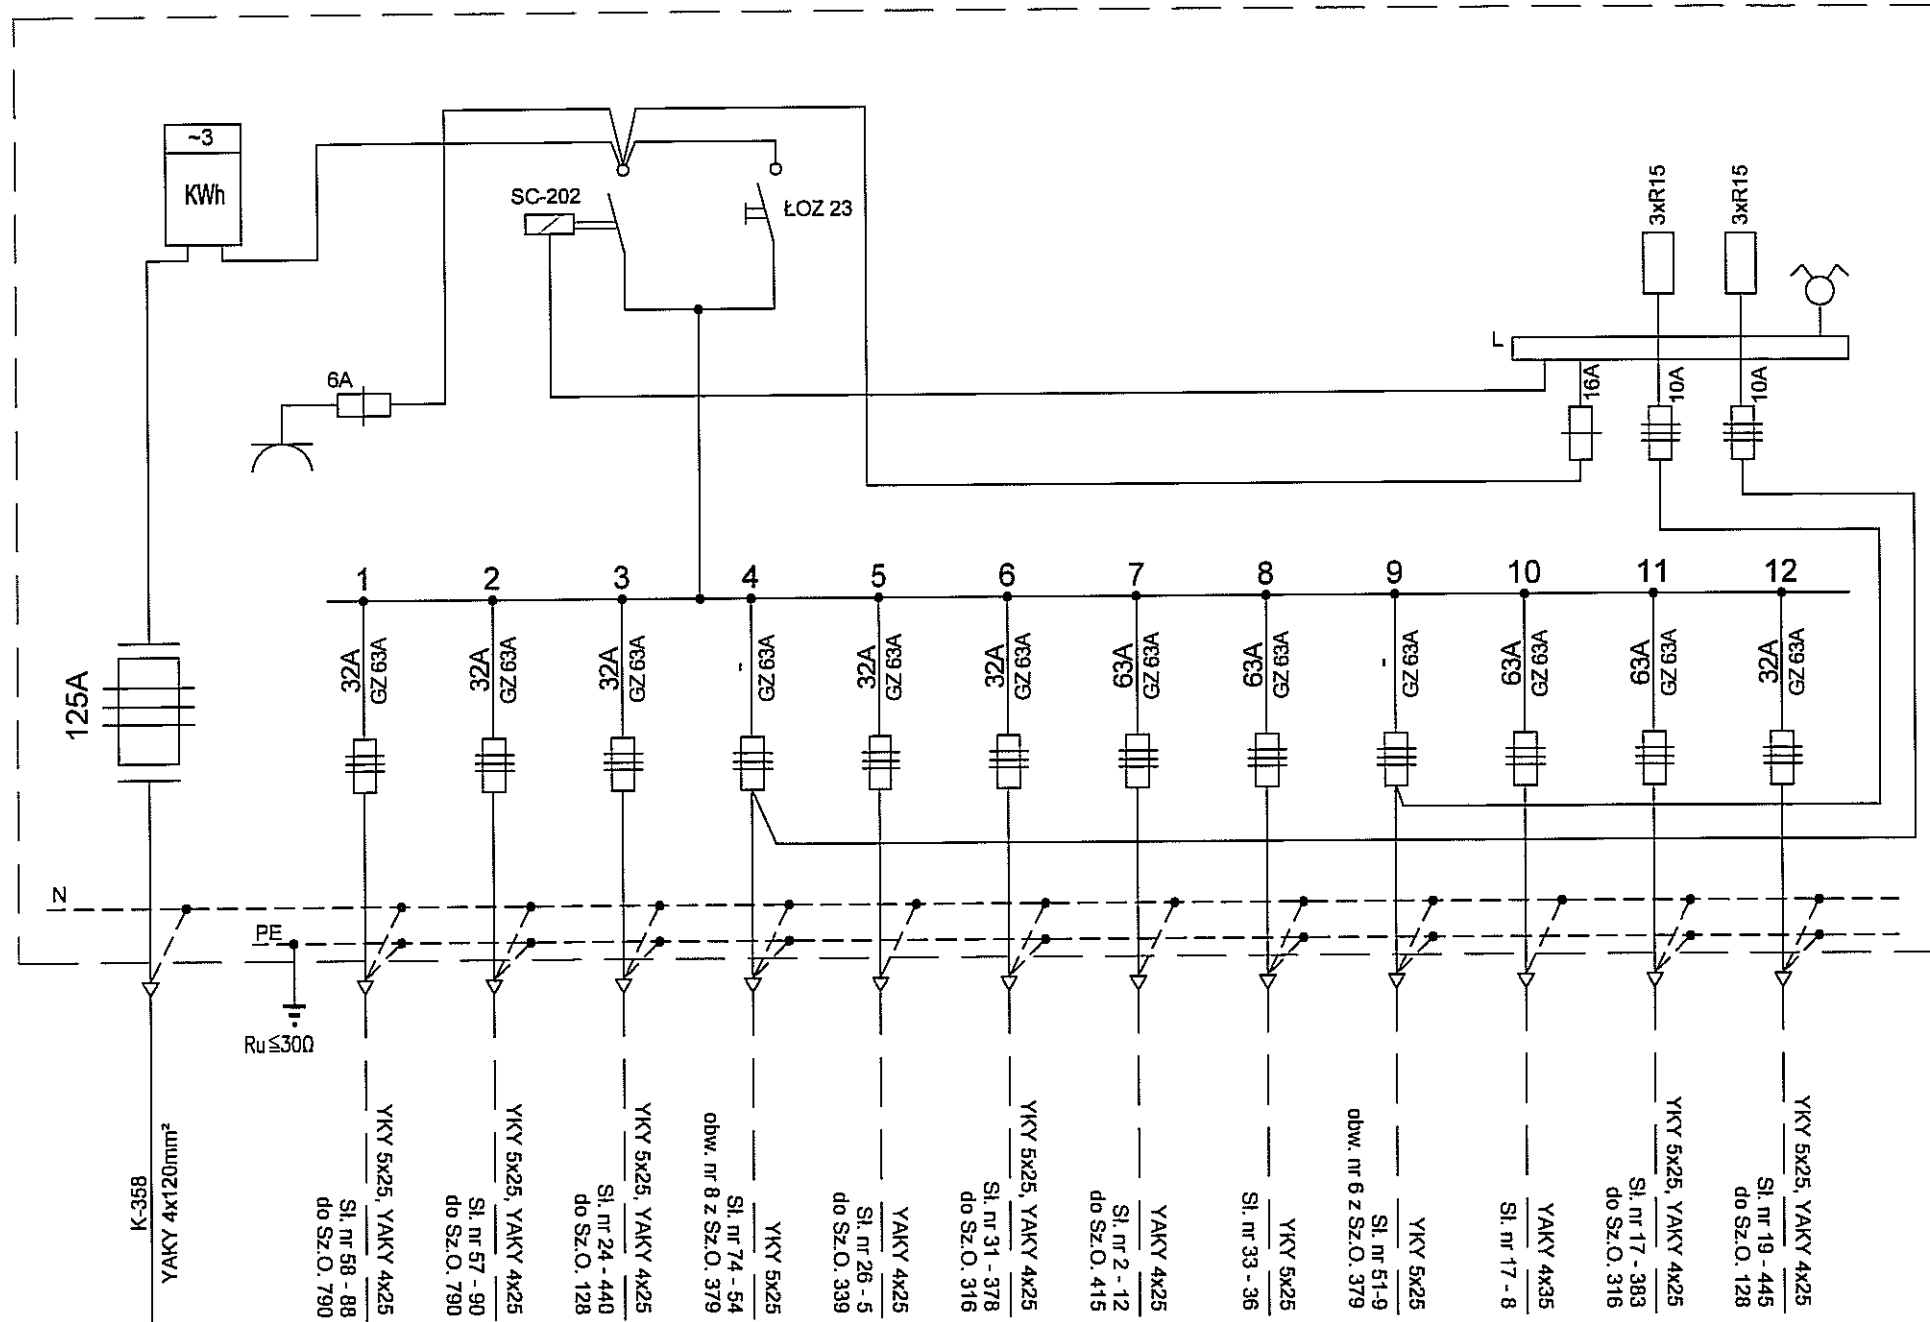 ~3
KWh
SC-202
ŁOZ 23
3xR15
3xR15
L
6A
16A
10A
10A
1
2
3
4
5
6
7
8
9
10
11
12
125A
32A
GZ 63A
32A
GZ 63A
32A
GZ 63A
-
GZ 63A
32A
GZ 63A
32A
GZ 63A
63A
GZ 63A
63A
GZ 63A
-
GZ 63A
63A
GZ 63A
63A
GZ 63A
32A
GZ 63A
N
PE
Ru≤30Ω
K-358
YAKY 4x120mm²
YKY 5x25, YAKY 4x25
Sł. nr 58 - 88
do Sz.O. 790
YKY 5x25, YAKY 4x25
Sł. nr 57 - 90
do Sz.O. 790
YKY 5x25, YAKY 4x25
Sł. nr 24 - 440
do Sz.O. 128
YKY 5x25
Sł. nr 74 - 54
obw. nr 8 z Sz.O. 379
YAKY 4x25
Sł. nr 26 - 5
do Sz.O. 339
YKY 5x25, YAKY 4x25
Sł. nr 31 - 378
do Sz.O. 316
YAKY 4x25
Sł. nr 2 - 12
do Sz.O. 415
YKY 5x25
Sł. nr 33 - 36
YKY 5x25
Sł. nr 51-9
obw. nr 6 z Sz.O. 379
YAKY 4x35
Sł. nr 17 - 8
YKY 5x25, YAKY 4x25
Sł. nr 17 - 383
do Sz.O. 316
YKY 5x25, YAKY 4x25
Sł. nr 19 - 445
do Sz.O. 128